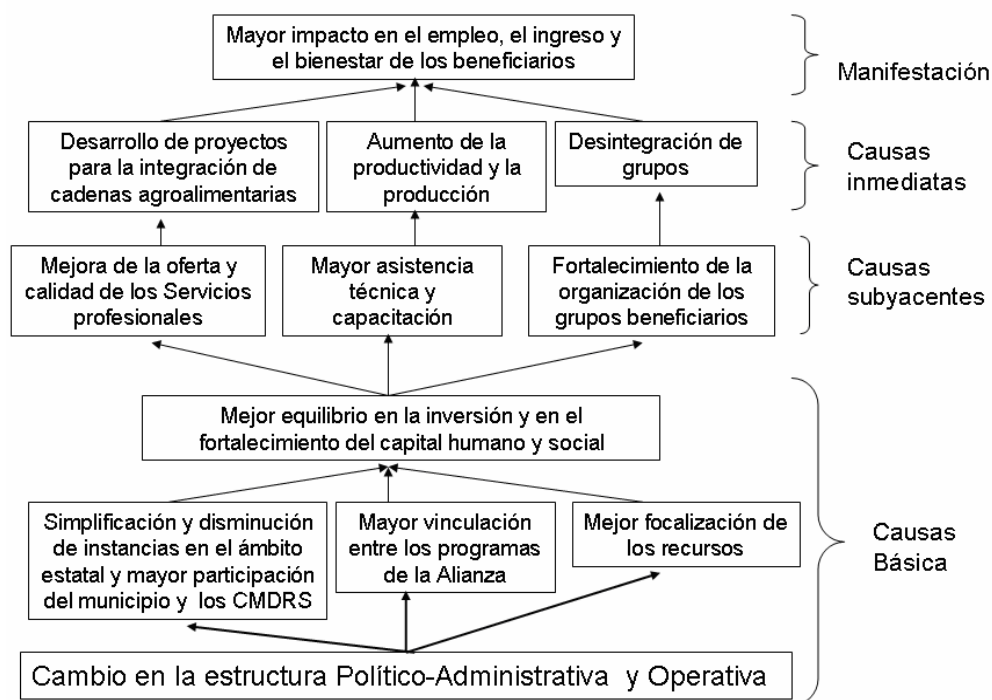 Mayor impacto en el empleo, el ingreso y
el bienestar de los beneficiarios
Manifestación
Desarrollo de proyectos
para la integración de
cadenas agroalimentarias
Aumento de la
productividad y la
producción
Desintegración de
grupos
Causas
inmediatas
Mejora de la oferta y
calidad de los Servicios
profesionales
Mayor asistencia
técnica y
capacitación
Fortalecimiento de la
organización de los
grupos beneficiarios
Causas
subyacentes
Mejor equilibrio en la inversión y en el
fortalecimiento del capital humano y social
Simplificación y disminución
de instancias en el ámbito
estatal y mayor participación
del municipio y los CMDRS
Mayor vinculación
entre los programas
de la Alianza
Mejor focalización de
los recursos
Causas
Básica
Cambio en la estructura Político-Administrativa y Operativa